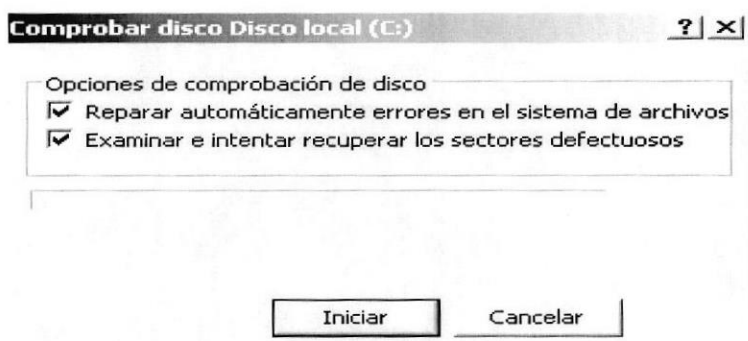 Comprobar disco Disco local (C:) ? X
Opciones de comprobación de disco
Reparar automáticamente errores en el sistema de archivos
Examinar e intentar recuperar los sectores defectuosos
Iniciar Cancelar